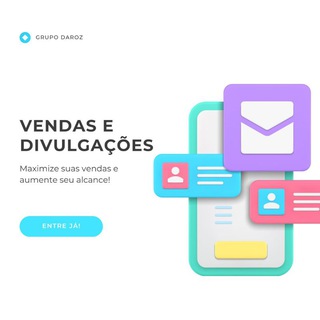 GRUPO DAROZ
VENDAS E
DIVULGAÇÕES
Maximize suas vendas e
aumente seu alcance!
ENTRE JÁ!